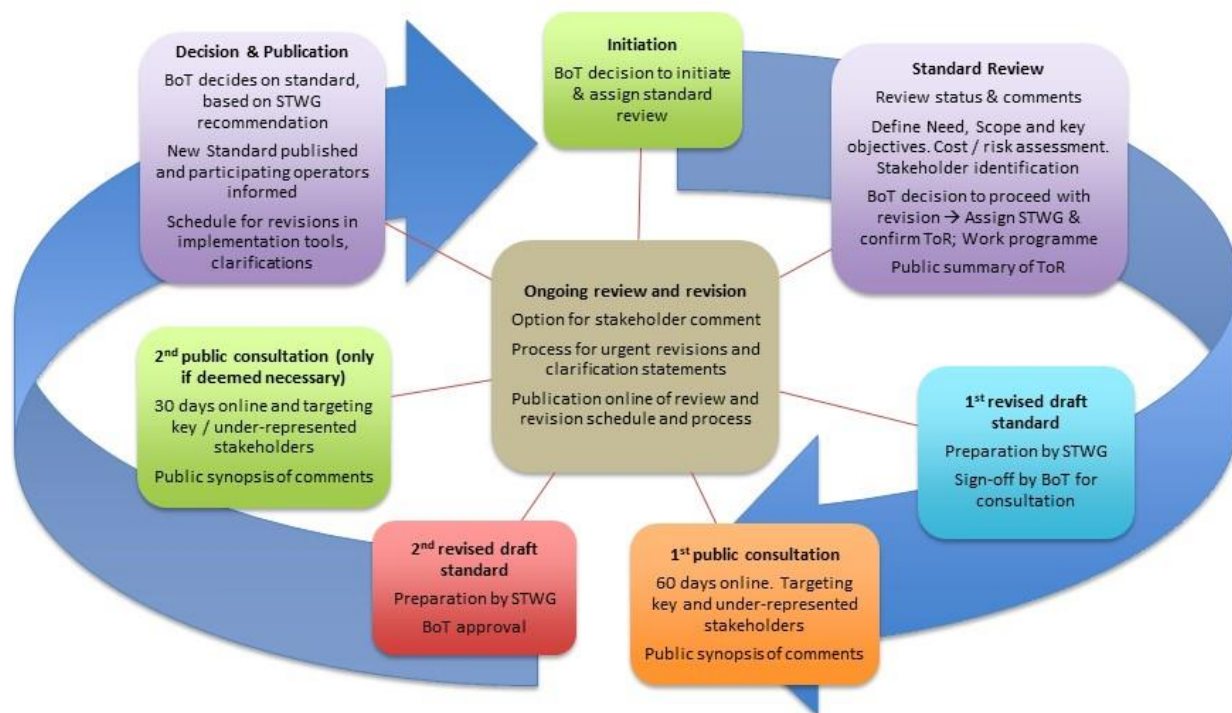 Initiation
BoT decision to initiate
& assign standard
review
Standard Review
Review status & comments
Define Need, Scope and key
objectives. Cost / risk assessment.
Stakeholder identification
BoT decision to proceed with
revision → Assign STWG &
confirm ToR; Work programme
Public summary of ToR
1st revised draft
standard
Preparation by STWG
Sign-off by BoT for
consultation
1st public consultation
60 days online. Targeting
key and under-represented
stakeholders
Public synopsis of comments
2nd revised draft
standard
Preparation by STWG
BoT approval
2nd public consultation (only
if deemed necessary)
30 days online and targeting
key / under-represented
stakeholders
Public synopsis of comments
Decision & Publication
BoT decides on standard,
based on STWG
recommendation
New Standard published
and participating operators
informed
Schedule for revisions in
implementation tools,
clarifications
Ongoing review and revision
Option for stakeholder comment
Process for urgent revisions and
clarification statements
Publication online of review and
revision schedule and process